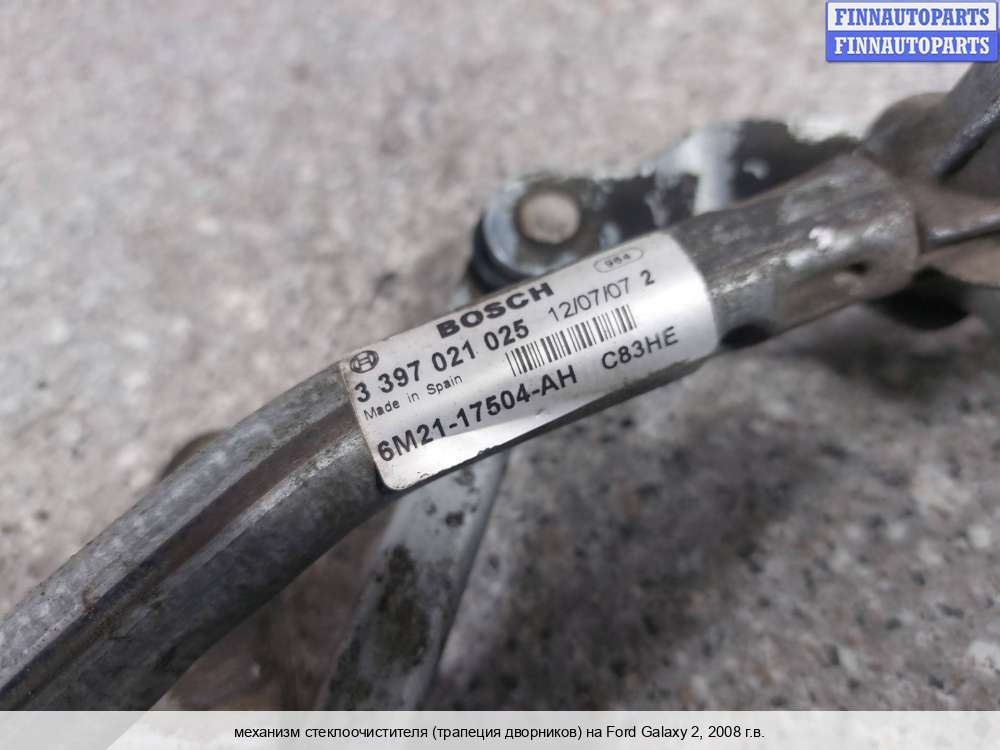 FINNAUTOPARTS
FINNAUTOPARTS
984
BOSCH 12/07/07 2
3 397 021 025
Made in Spain
6M21-17504-AH C83HE
механизм стеклоочистителя (трапеция дворников) на Ford Galaxy 2, 2008 г.в.